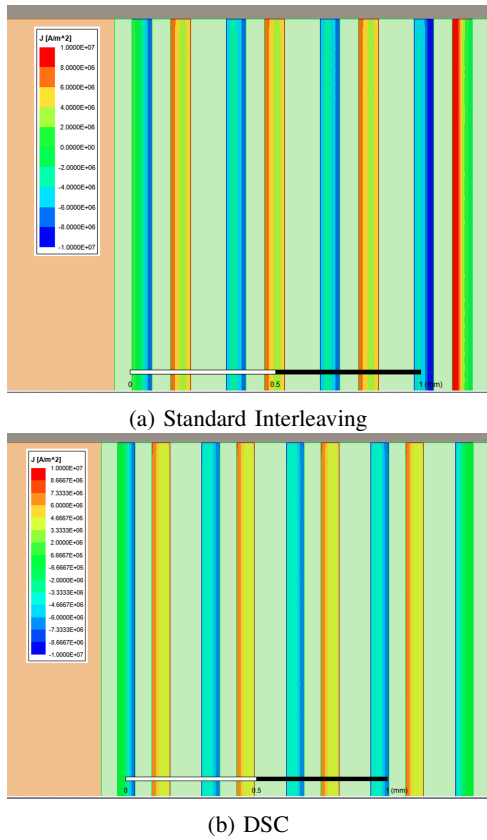 J [A/m^2]
1.0000E+07
8.0000E+06
6.0000E+06
4.0000E+06
2.0000E+06
0.0000E+00
-2.0000E+06
-4.0000E+06
-6.0000E+06
-8.0000E+06
-1.0000E+07
0 0.5 1 (mm)
(a) Standard Interleaving
J [A/m^2]
1.0000E+07
8.6667E+06
7.3333E+06
6.0000E+06
4.6667E+06
3.3333E+06
2.0000E+06
6.6667E+05
-6.6667E+05
-2.0000E+06
-3.3333E+06
-4.6667E+06
-6.0000E+06
-7.3333E+06
-8.6667E+06
-1.0000E+07
0 0.5 1 (mm)
(b) DSC